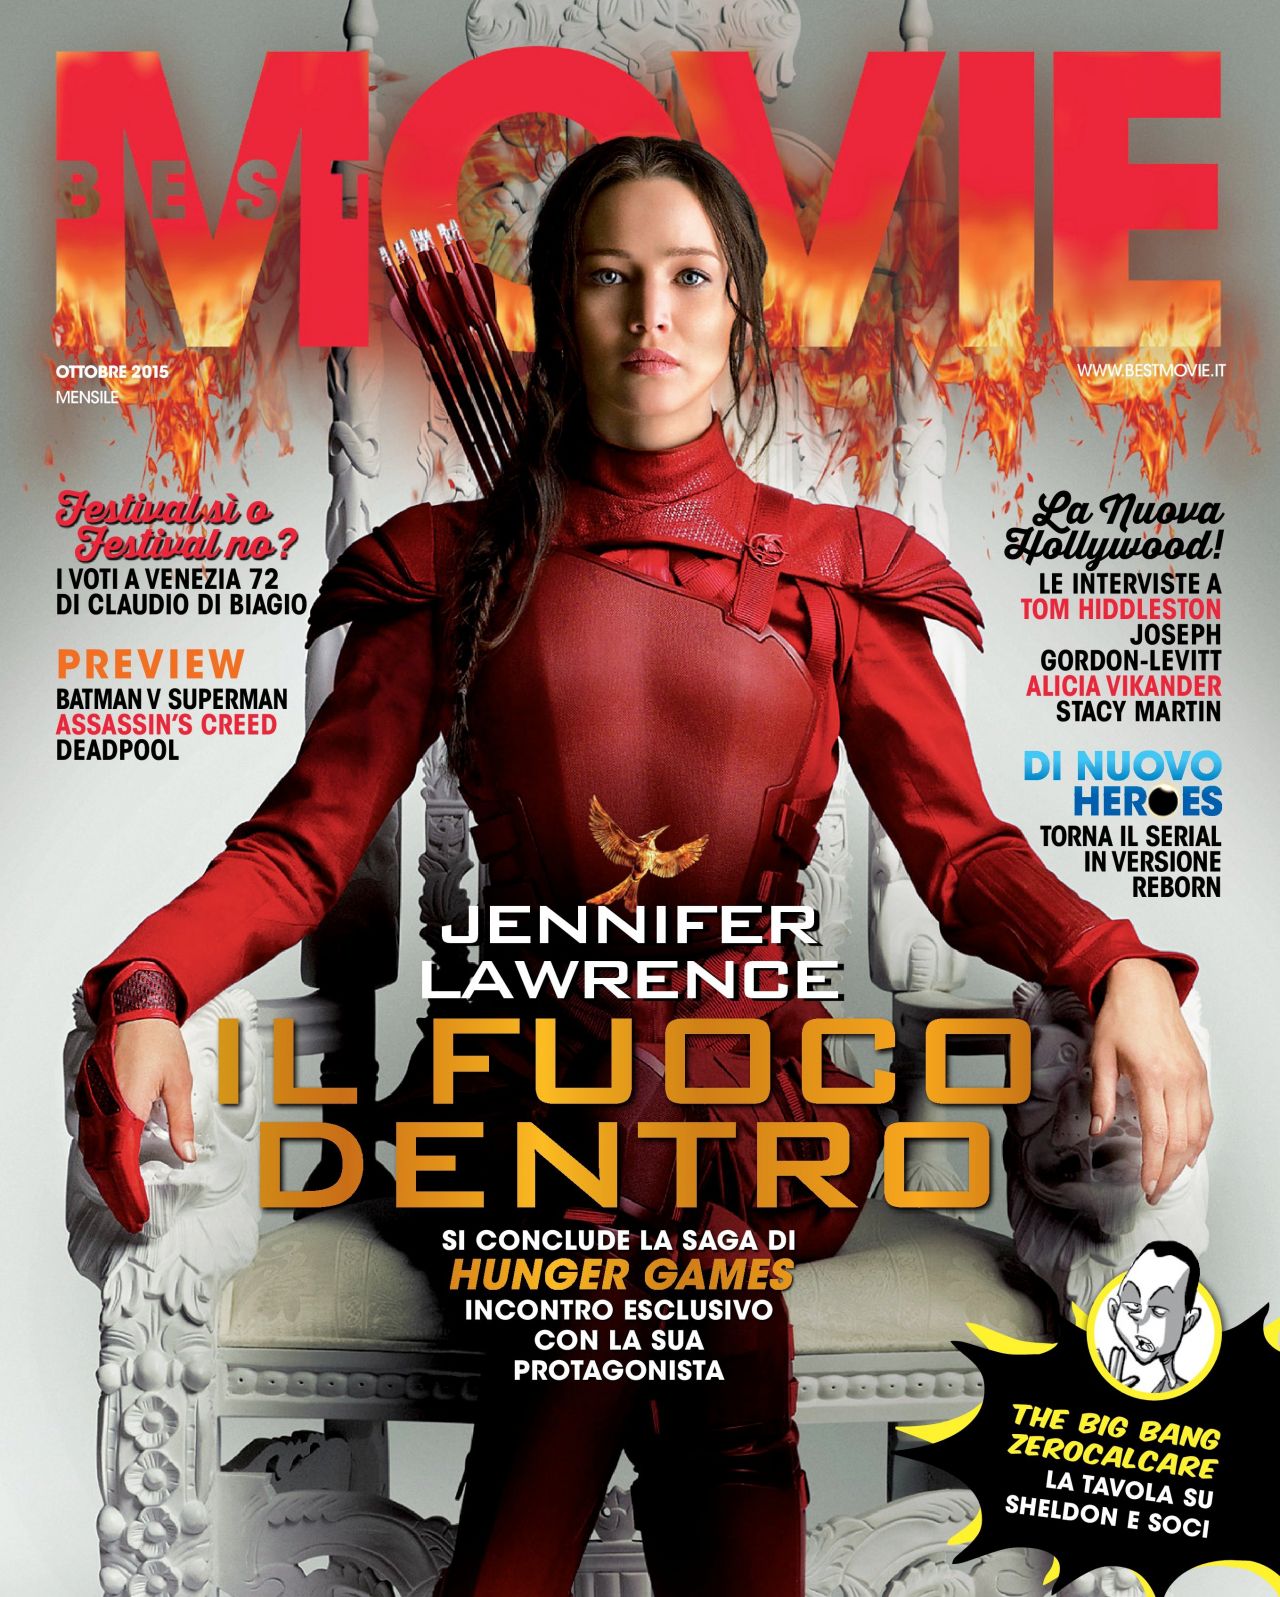 BEST
MOVIE
OTTOBRE 2015
MENSILE
WWW.BESTMOVIE.IT
Festival sì o
Festival no?
I VOTI A VENEZIA 72
DI CLAUDIO DI BIAGIO
PREVIEW
BATMAN V SUPERMAN
ASSASSIN'S CREED
DEADPOOL
La Nuova
Hollywood!
LE INTERVISTE A
TOM HIDDLESTON
JOSEPH
GORDON-LEVITT
ALICIA VIKANDER
STACY MARTIN
DI NUOVO
HEROES
TORNA IL SERIAL
IN VERSIONE
REBORN
JENNIFER
LAWRENCE
IL FUOCO
DENTRO
SI CONCLUDE LA SAGA DI
HUNGER GAMES
INCONTRO ESCLUSIVO
CON LA SUA
PROTAGONISTA
THE BIG BANG
ZEROCALCARE
LA TAVOLA SU
SHELDON E SOCI